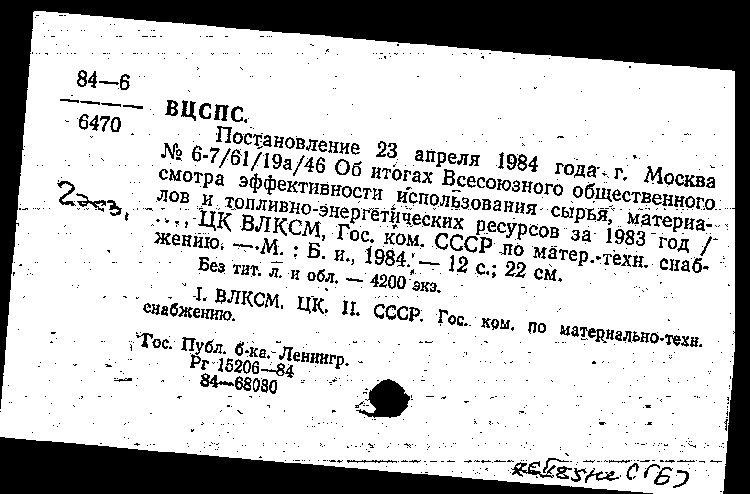 84—6
6470
ВЦСПС.
Постановление 23 апреля 1984 года г. Москва
№ 6-7/61/19а/46 Об итогах Всесоюзного общественного
смотра эффективности использования сырья, материа-
лов и топливно-энергетических ресурсов за 1983 год /
..., ЦК ВЛКСМ, Гос. ком. СССР по матер.-техн. снаб-
жению. — М. : Б. и., 1984. — 12 с.; 22 см.
Без тит. л. и обл. — 4200 экз.
2 экз.
I. ВЛКСМ. ЦК. II. СССР. Гос. ком. по материально-техн.
снабжению.
Гос. Публ. б-ка. Ленингр.
Рг 15206—84
84—68080